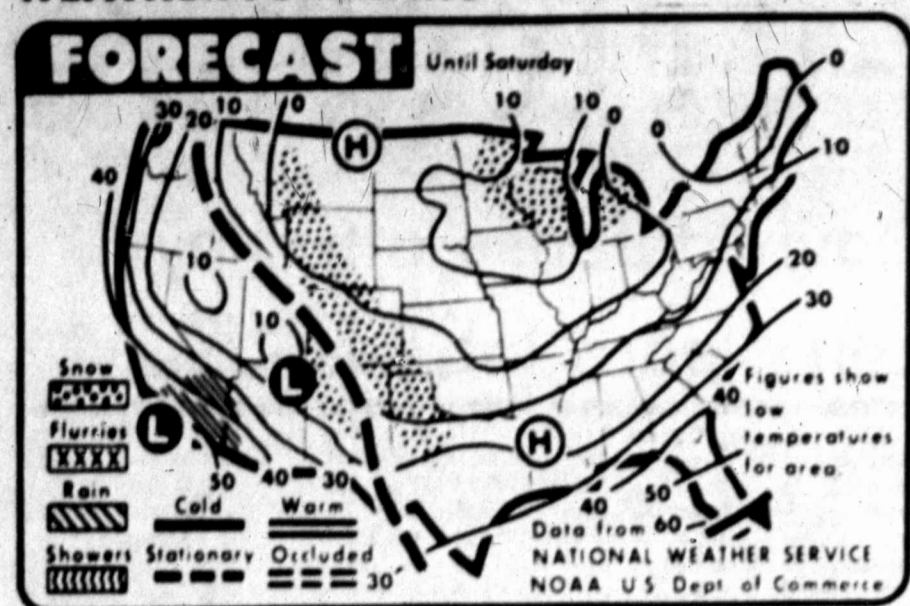 FORECAST
Until Saturday
30 20 10 0 10 10 0 0 0
40 10
10 20
10 30
L H H L
Snow
Flurries
Rain
Showers
Cold
Warm
Stationary
Occluded
50 40 30 30
40 50 60 40
Figures show
low
temperatures
for area.
Data from
NATIONAL WEATHER SERVICE
NOAA U S Dept. of Commerce